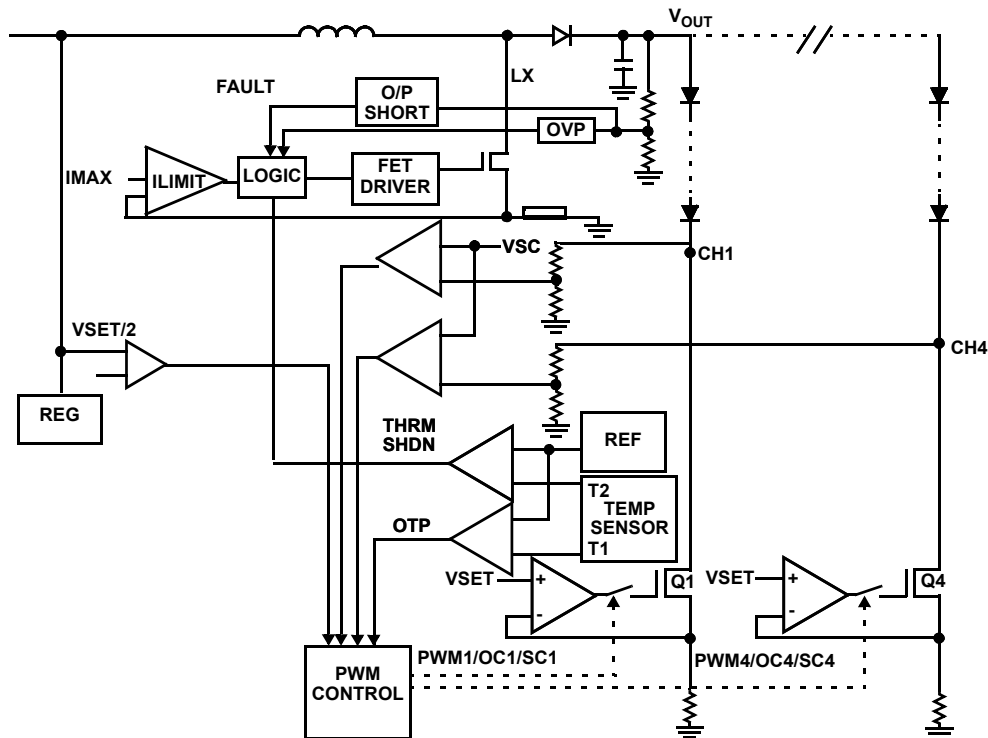 VOUT
LX
FAULT
O/P
SHORT
OVP
IMAX
ILIMIT
LOGIC
FET
DRIVER
VSC
CH1
VSET/2
CH4
REG
THRM
SHDN
REF
T2
TEMP
SENSOR
T1
OTP
VSET
+
-
Q1
VSET
+
-
Q4
PWM1/OC1/SC1
PWM4/OC4/SC4
PWM
CONTROL